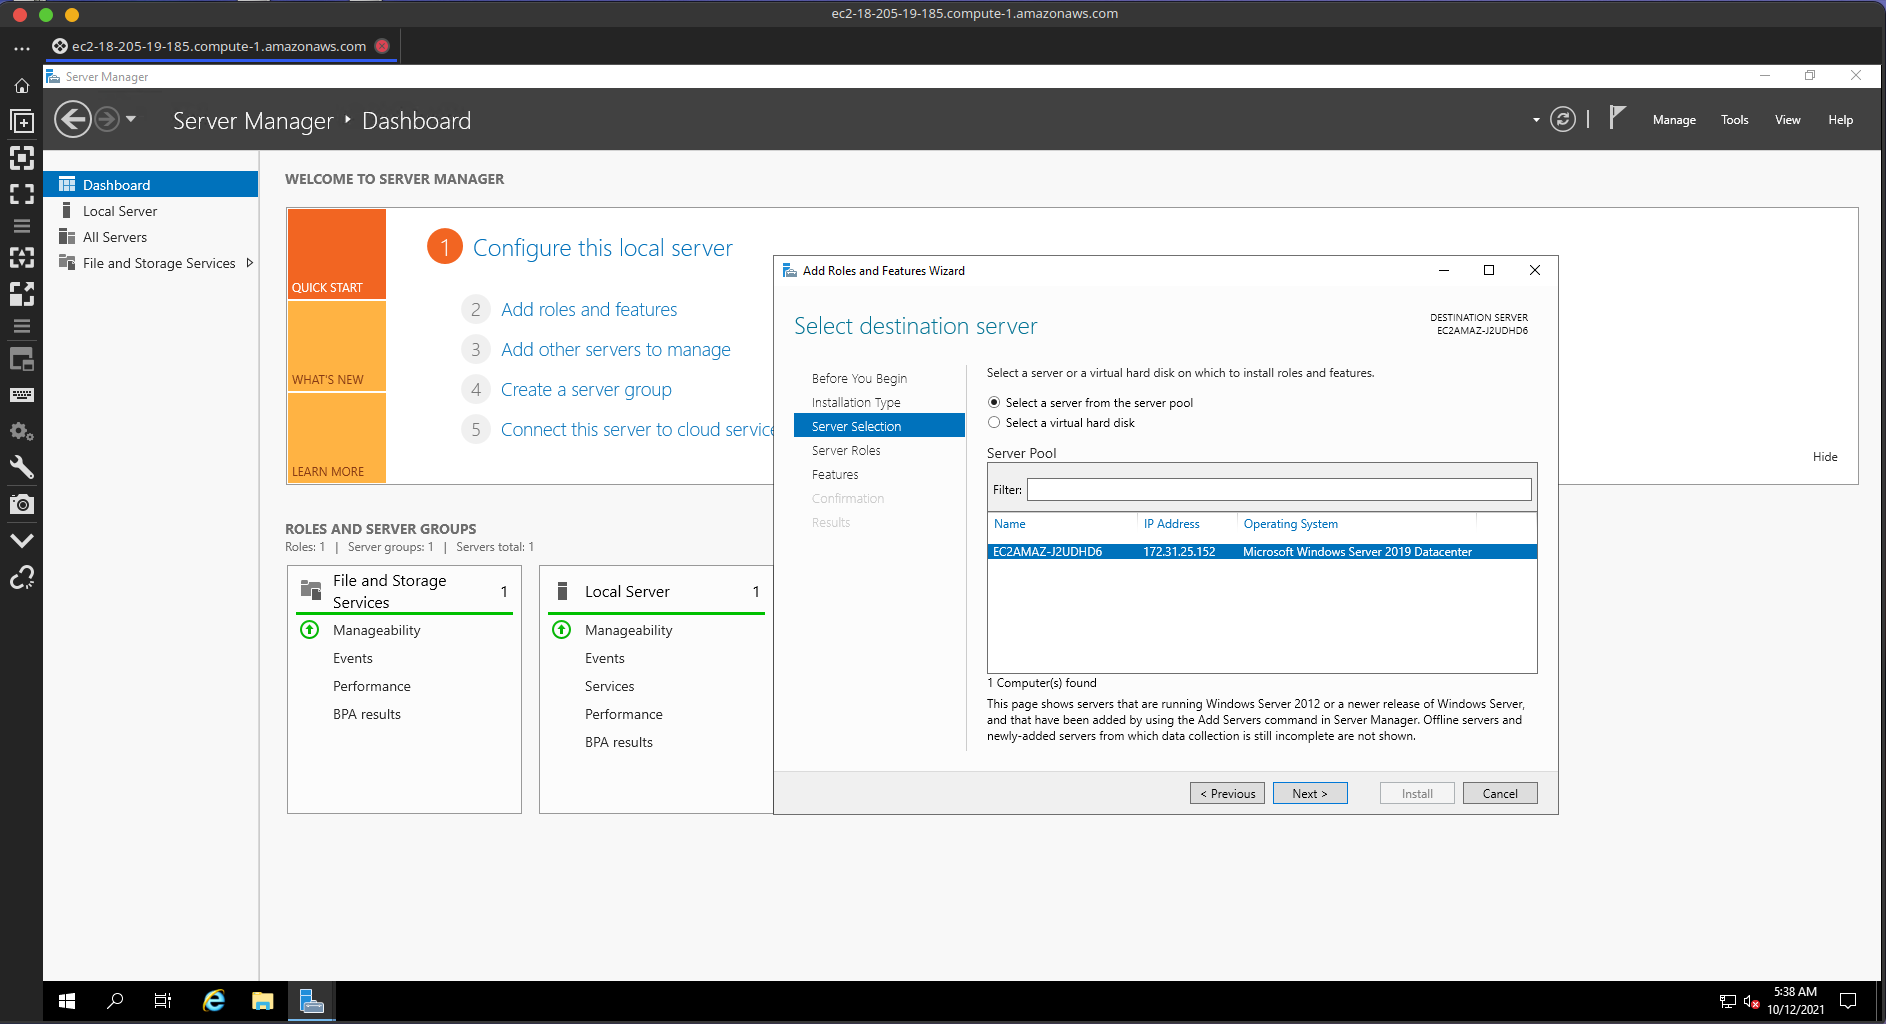 ec2-18-205-19-185.compute-1.amazonaws.com
ec2-18-205-19-185.compute-1.amazonaws.com
Server Manager
Server Manager
Dashboard
Manage
Tools
View
Help
Dashboard
Local Server
All Servers
File and Storage Services
WELCOME TO SERVER MANAGER
QUICK START
WHAT'S NEW
LEARN MORE
1 Configure this local server
2 Add roles and features
3 Add other servers to manage
4 Create a server group
5 Connect this server to cloud service
Hide
ROLES AND SERVER GROUPS
Roles: 1 | Server groups: 1 | Servers total: 1
File and Storage
Services
1
Manageability
Events
Performance
BPA results
Local Server
1
Manageability
Events
Services
Performance
BPA results
Add Roles and Features Wizard
Select destination server
DESTINATION SERVER
EC2AMAZ-J2UDHD6
Before You Begin
Installation Type
Server Selection
Server Roles
Features
Confirmation
Results
Select a server or a virtual hard disk on which to install roles and features.
Select a server from the server pool
Select a virtual hard disk
Server Pool
Filter:
Name IP Address Operating System
EC2AMAZ-J2UDHD6 172.31.25.152 Microsoft Windows Server 2019 Datacenter
1 Computer(s) found
This page shows servers that are running Windows Server 2012 or a newer release of Windows Server,
and that have been added by using the Add Servers command in Server Manager. Offline servers and
newly-added servers from which data collection is still incomplete are not shown.
< Previous
Next >
Install
Cancel
5:38 AM
10/12/2021